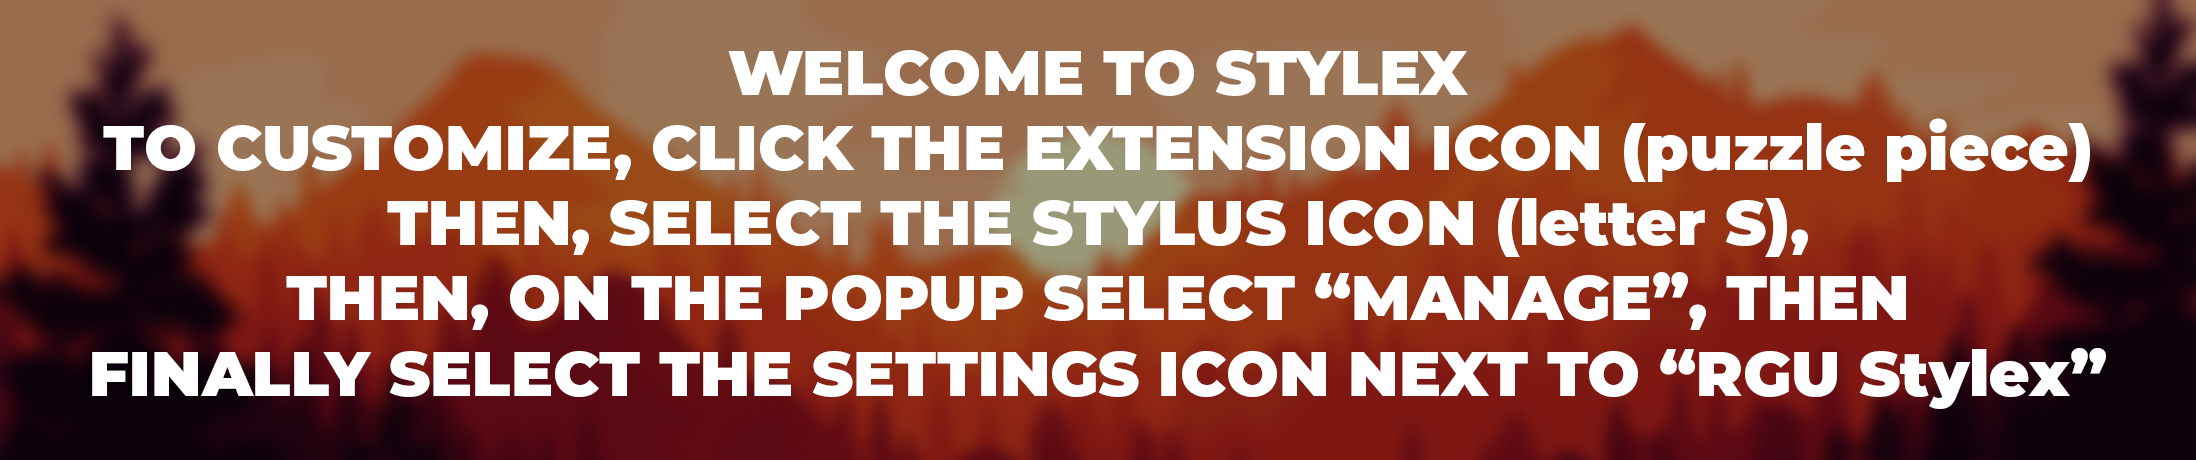 WELCOME TO STYLEX
TO CUSTOMIZE, CLICK THE EXTENSION ICON (puzzle piece)
THEN, SELECT THE STYLUS ICON (letter S),
THEN, ON THE POPUP SELECT “MANAGE”, THEN
FINALLY SELECT THE SETTINGS ICON NEXT TO “RGU Stylex”